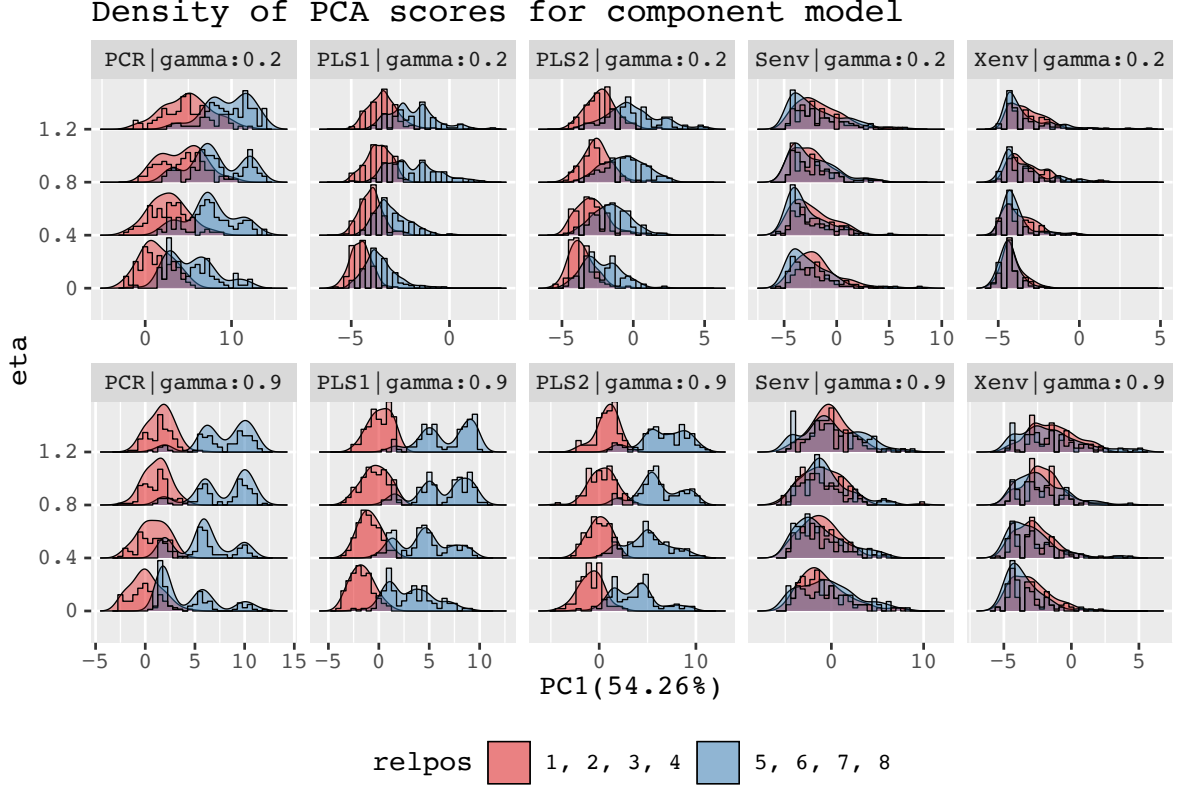 Density of PCA scores for component model
PCR|gamma:0.2 PLS1|gamma:0.2 PLS2|gamma:0.2 Senv|gamma:0.2 Xenv|gamma:0.2
1.2
0.8
0.4
0
0 10 −5 0 −5 0 5 −5 0 5 10 −5 0 5
eta
PCR|gamma:0.9 PLS1|gamma:0.9 PLS2|gamma:0.9 Senv|gamma:0.9 Xenv|gamma:0.9
1.2
0.8
0.4
0
−5 0 5 10 15 −5 0 5 10 0 5 10 0 10 −5 0 5
PC1(54.26%)
relpos 1, 2, 3, 4 5, 6, 7, 8